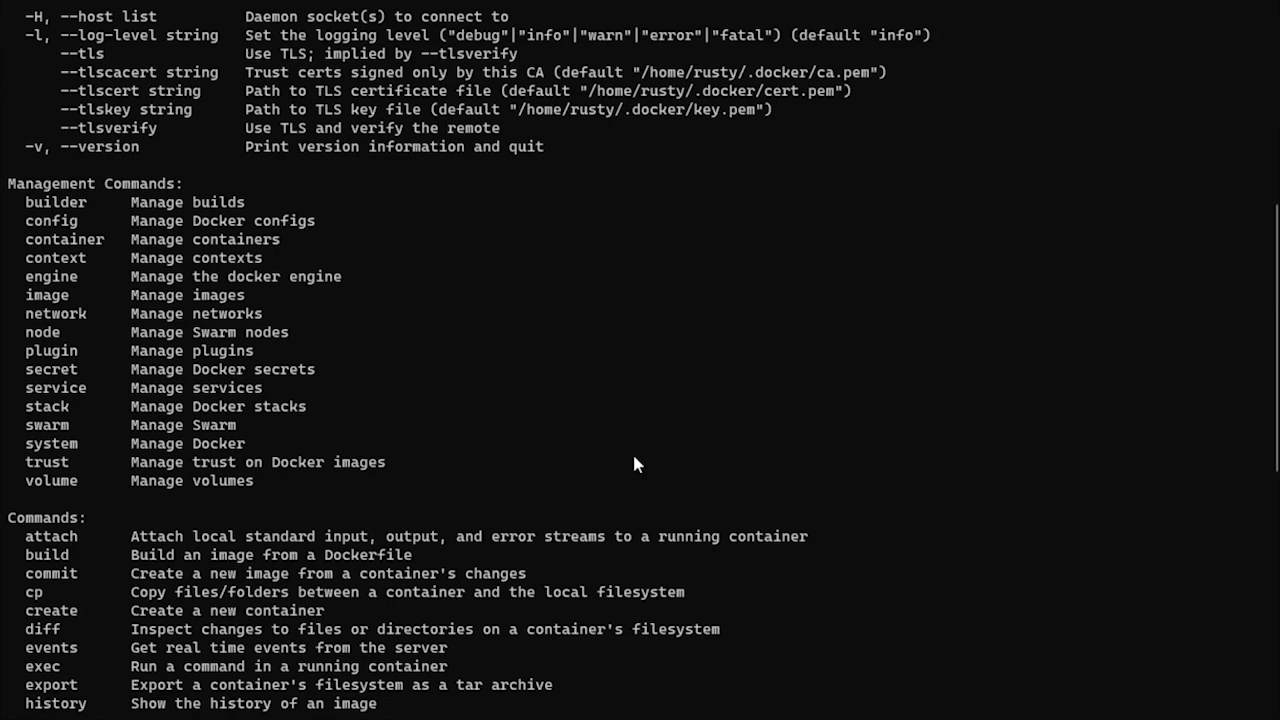 -H, --host list          Daemon socket(s) to connect to
-l, --log-level string   Set the logging level ("debug"|"info"|"warn"|"error"|"fatal") (default "info")
--tls                Use TLS; implied by --tlsverify
--tlscacert string   Trust certs signed only by this CA (default "/home/rusty/.docker/ca.pem")
--tlscert string     Path to TLS certificate file (default "/home/rusty/.docker/cert.pem")
--tlskey string      Path to TLS key file (default "/home/rusty/.docker/key.pem")
--tlsverify          Use TLS and verify the remote
-v, --version            Print version information and quit
Management Commands:
builder     Manage builds
config      Manage Docker configs
container   Manage containers
context     Manage contexts
engine      Manage the docker engine
image       Manage images
network     Manage networks
node        Manage Swarm nodes
plugin      Manage plugins
secret      Manage Docker secrets
service     Manage services
stack       Manage Docker stacks
swarm       Manage Swarm
system      Manage Docker
trust       Manage trust on Docker images
volume      Manage volumes
Commands:
attach      Attach local standard input, output, and error streams to a running container
build       Build an image from a Dockerfile
commit      Create a new image from a container's changes
cp          Copy files/folders between a container and the local filesystem
create      Create a new container
diff        Inspect changes to files or directories on a container's filesystem
events      Get real time events from the server
exec        Run a command in a running container
export      Export a container's filesystem as a tar archive
history     Show the history of an image